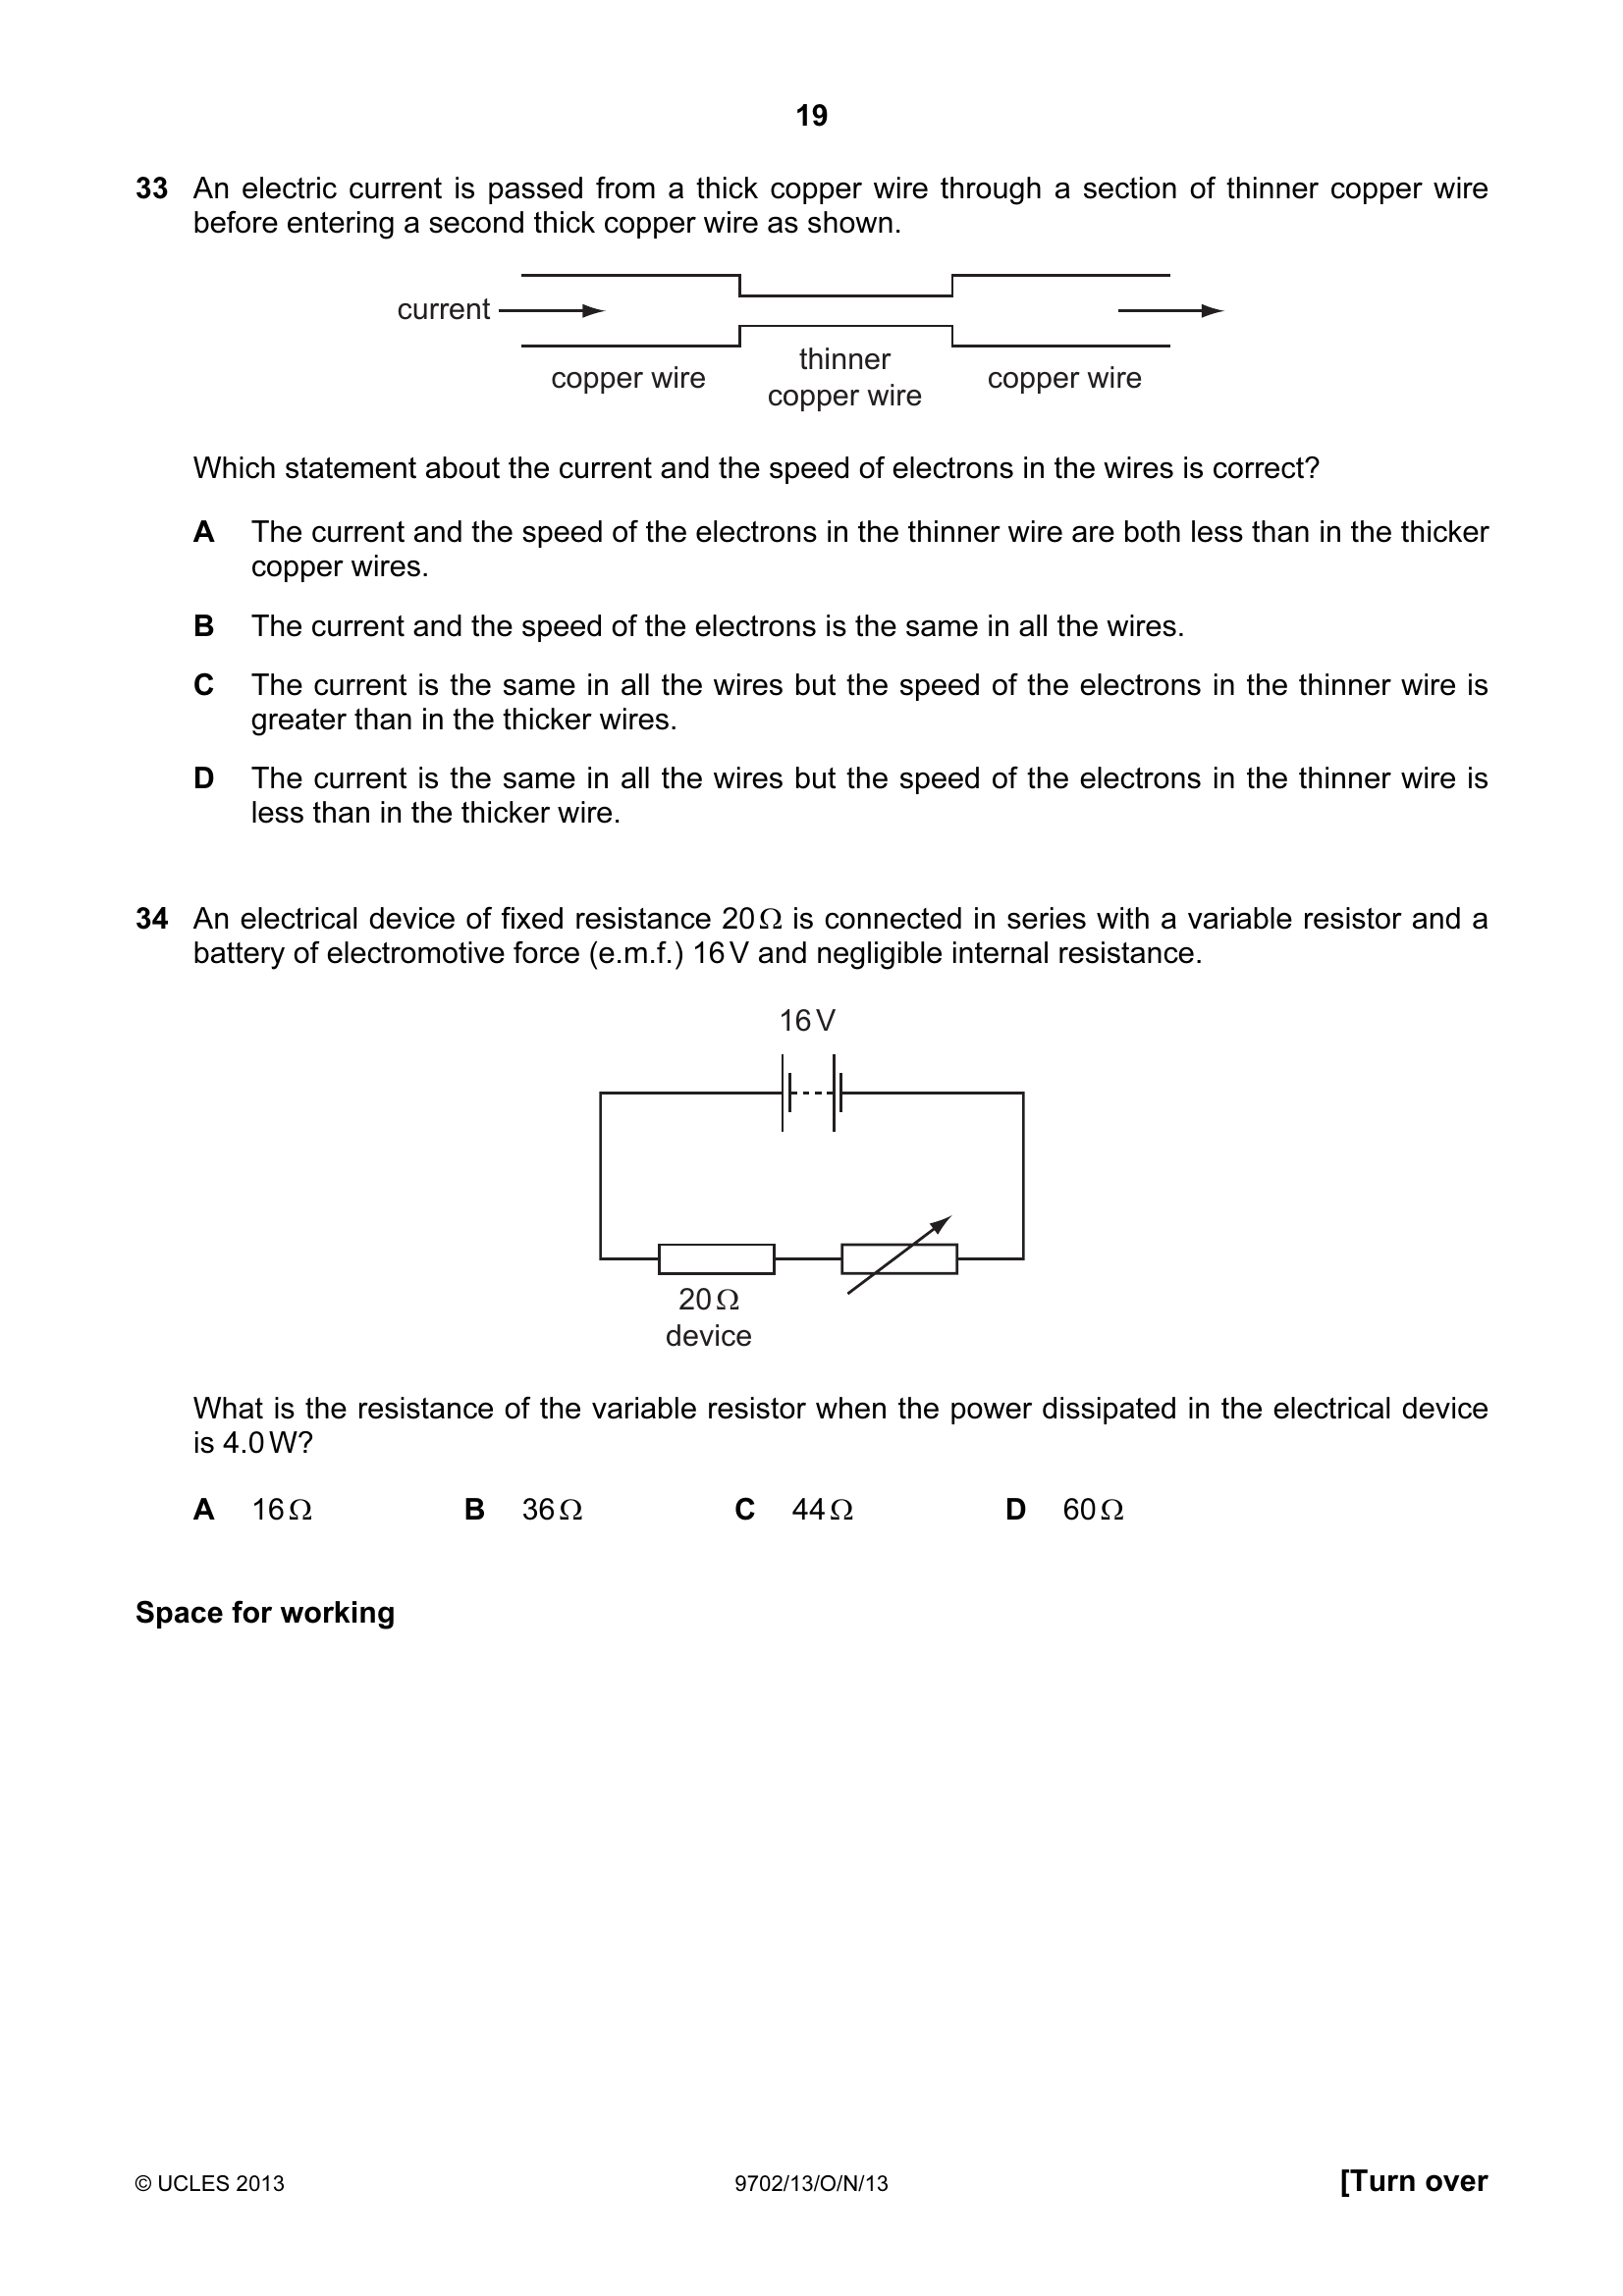 19
33 An electric current is passed from a thick copper wire through a section of thinner copper wire
before entering a second thick copper wire as shown.
current
copper wire
thinner
copper wire
copper wire
Which statement about the current and the speed of electrons in the wires is correct?
A The current and the speed of the electrons in the thinner wire are both less than in the thicker
copper wires.
B The current and the speed of the electrons is the same in all the wires.
C The current is the same in all the wires but the speed of the electrons in the thinner wire is
greater than in the thicker wires.
D The current is the same in all the wires but the speed of the electrons in the thinner wire is
less than in the thicker wire.
34 An electrical device of fixed resistance 20 Ω is connected in series with a variable resistor and a
battery of electromotive force (e.m.f.) 16 V and negligible internal resistance.
16 V
20 Ω
device
What is the resistance of the variable resistor when the power dissipated in the electrical device
is 4.0 W?
A 16 Ω B 36 Ω C 44 Ω D 60 Ω
Space for working
© UCLES 2013 9702/13/O/N/13 [Turn over